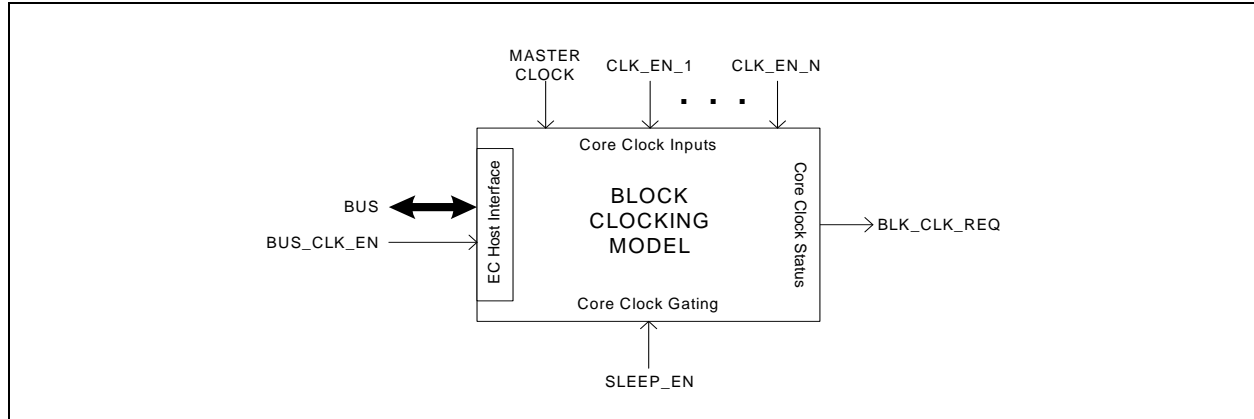 MASTER
CLOCK
CLK_EN_1
CLK_EN_N
. . .
Core Clock Inputs
EC Host Interface
BLOCK
CLOCKING
MODEL
Core Clock Status
BUS
BUS_CLK_EN
BLK_CLK_REQ
Core Clock Gating
SLEEP_EN